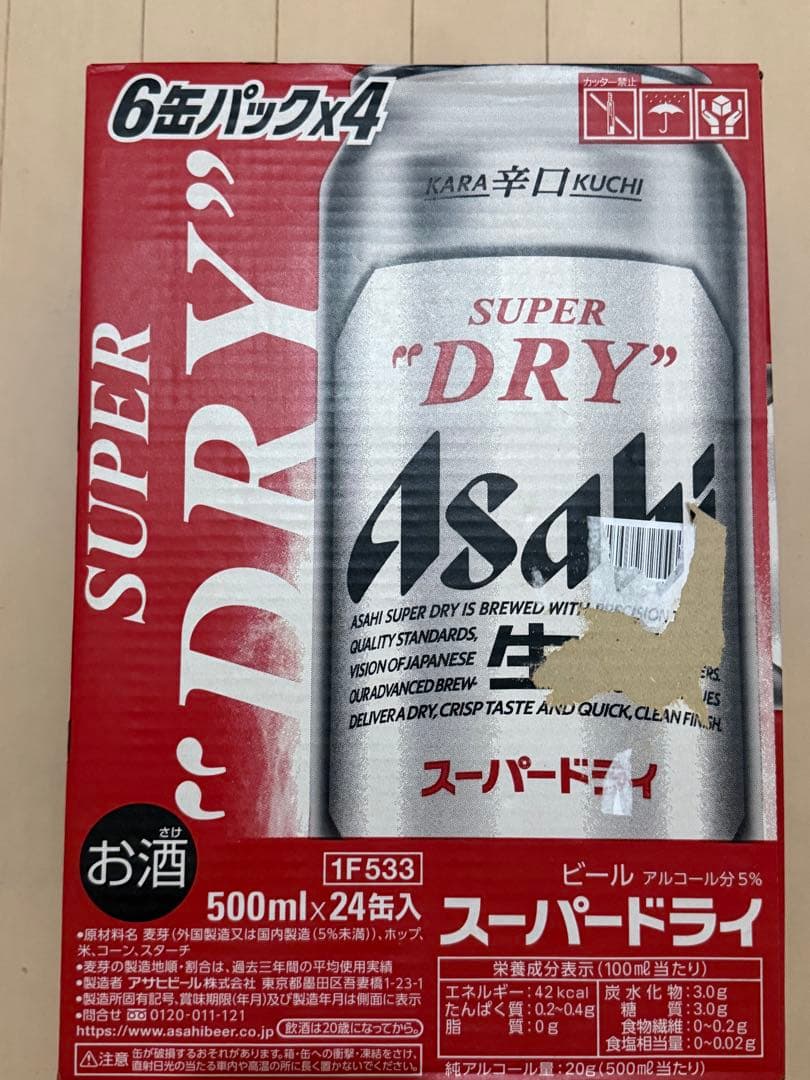 6缶パック×4
カッター禁止
KARA 辛口 KUCHI
SUPER
"DRY"
SUPER
"DRY"
Asahi
ASAHI SUPER DRY IS BREWED WITH PRECISION
QUALITY STANDARDS,
VISION OF JAPANESE
OUR ADVANCED BREW-
生
ERS.
UES
DELIVER A DRY, CRISP TASTE AND QUICK, CLEAN FINISH.
スーパードライ
さけ
お酒
1F533
500ml×24缶入
ビール アルコール分5%
スーパードライ
●原材料名 麦芽(外国製造又は国内製造(5%未満))、ホップ、
米、コーン、スターチ
●麦芽の製造地順・割合は、過去三年間の平均使用実績
●製造者 アサヒビール株式会社 東京都墨田区吾妻橋1-23-1
●製造所固有記号、賞味期限(年月)及び製造年月は側面に表示
●問合せ 0120-011-121
https://www.asahibeer.co.jp 飲酒は20歳になってから。
注意 缶が破損するおそれがあります。箱・缶への衝撃・凍結をさけ、
直射日光の当たる車内や高温の所に長く置かないでください。
栄養成分表示(100ml当たり)
エネルギー:42kcal
たんぱく質:0.2~0.4g
脂 質:0g
炭水化物:3.0g
糖 質:3.0g
食物繊維:0~0.2g
食塩相当量:0~0.02g
純アルコール量:20g(500ml当たり)